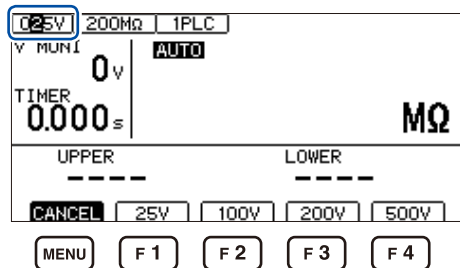 025V 200MΩ 1PLC
V MONI AUTO
0V
TIMER
0.000s MΩ
UPPER LOWER
---- ----
CANCEL 25V 100V 200V 500V
MENU F1 F2 F3 F4